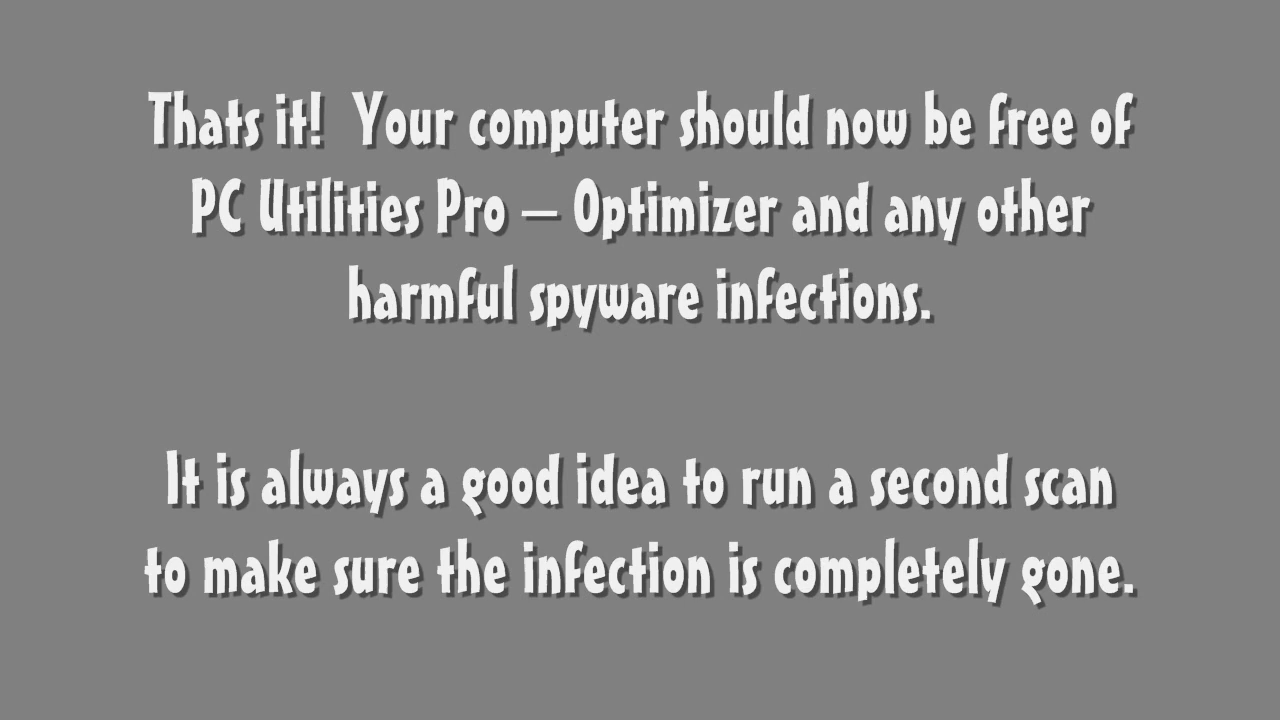 Thats it!  Your computer should now be free of
PC Utilities Pro – Optimizer and any other
harmful spyware infections.
It is always a good idea to run a second scan
to make sure the infection is completely gone.